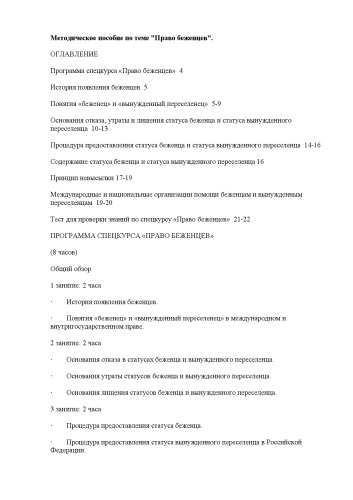 Методическое пособие по теме "Право беженцев".
ОГЛАВЛЕНИЕ
Программа спецкурса «Право беженцев»  4
История появления беженцев  5
Понятия «беженец» и «вынужденный переселенец»  5-9
Основания отказа, утраты и лишения статуса беженца и статуса вынужденного
переселенца  10-13
Процедура предоставления статуса беженца и статуса вынужденного переселенца  14-16
Содержание статуса беженца и статуса вынужденного переселенца 16
Принцип невысылки 17-19
Международные и национальные организации помощи беженцам и вынужденным
переселенцам  19-20
Тест для проверки знаний по спецкурсу «Право беженцев»  21-22
ПРОГРАММА СПЕЦКУРСА «ПРАВО БЕЖЕНЦЕВ»
(8 часов)
Общий обзор
1 занятие: 2 часа
· История появления беженцев.
· Понятия «беженец» и «вынужденный переселенец» в международном и
внутригосударственном праве.
2 занятие: 2 часа
· Основания отказа в статусах беженца и вынужденного переселенца.
· Основания утраты статусов беженца и вынужденного переселенца.
· Основания лишения статусов беженца и вынужденного переселенца.
3 занятие: 2 часа
· Процедура предоставления статуса беженца.
· Процедура предоставления статуса вынужденного переселенца в Российской
Федерации.